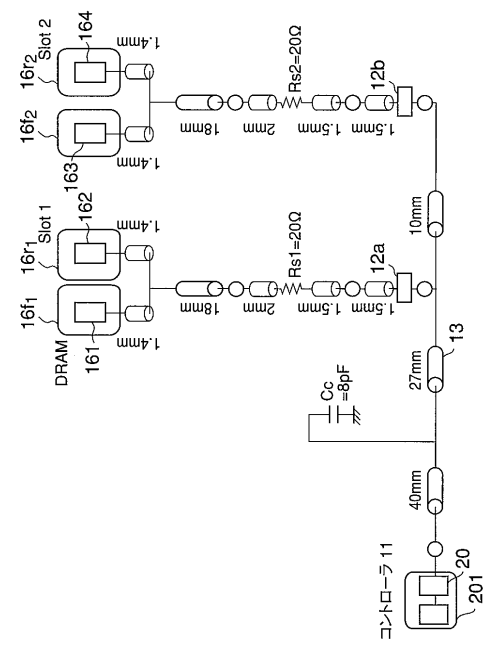 Slot 2
16r2
164
16f2
163
1.4mm
1.4mm
18mm
2mm
Rs2=20Ω
1.5mm
1.5mm
12b
Slot 1
16r1
162
16f1
DRAM
161
1.4mm
1.4mm
18mm
2mm
Rs1=20Ω
1.5mm
1.5mm
12a
10mm
27mm
13
Cc
=8pF
40mm
コントローラ 11
20
201